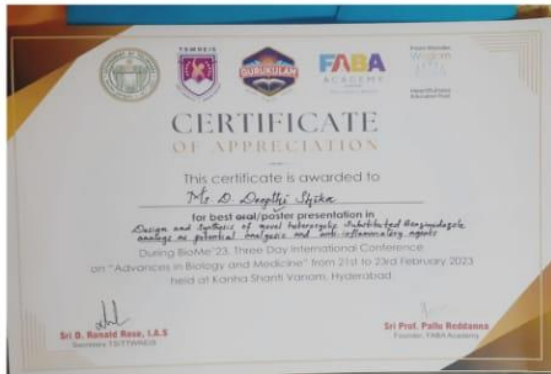 TSWREIS
GURUKULAM
FABA
ACADEMY
CERTIFICATE
OF APPRECIATION
This certificate is awarded to
Ms D. Deepthi Shika
for best oral/poster presentation in
Design and Synthesis of novel heterocyclic Substituted Benzimidazole
analogs as potential analgesic and anti-inflammatory agents
During BioMe'23, Three Day International Conference
on "Advances in Biology and Medicine" from 21st to 23rd February 2023
held at Kanha Shanti Vanam, Hyderabad
Sri D. Ronald Rose, I.A.S
Secretary TS/TTWREIS
Sri Prof. Pallu Reddanna
Founder, FABA Academy